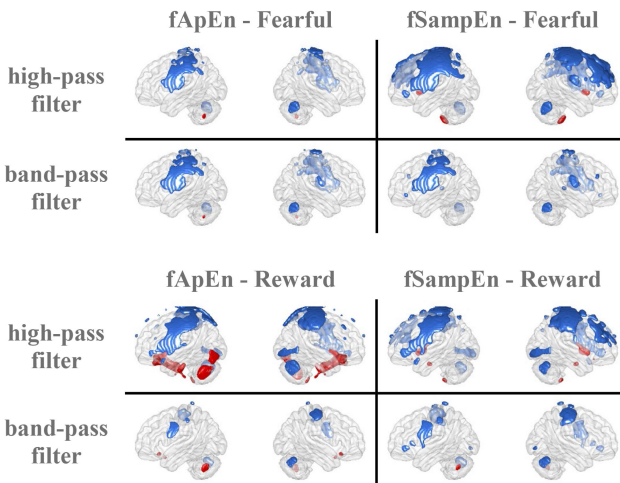 fApEn - Fearful
fSampEn - Fearful
high-pass
filter
band-pass
filter
fApEn - Reward
fSampEn - Reward
high-pass
filter
band-pass
filter